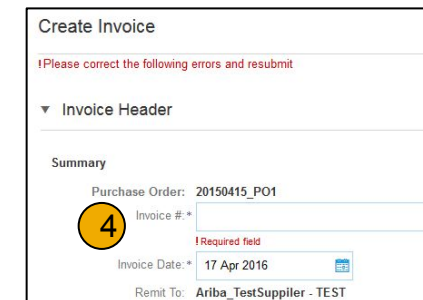 Create Invoice
!Please correct the following errors and resubmit
▼ Invoice Header
Summary
Purchase Order: 20150415_PO1
4
Invoice #:*
! Required field
Invoice Date:* 17 Apr 2016
Remit To: Ariba_TestSuppiler - TEST